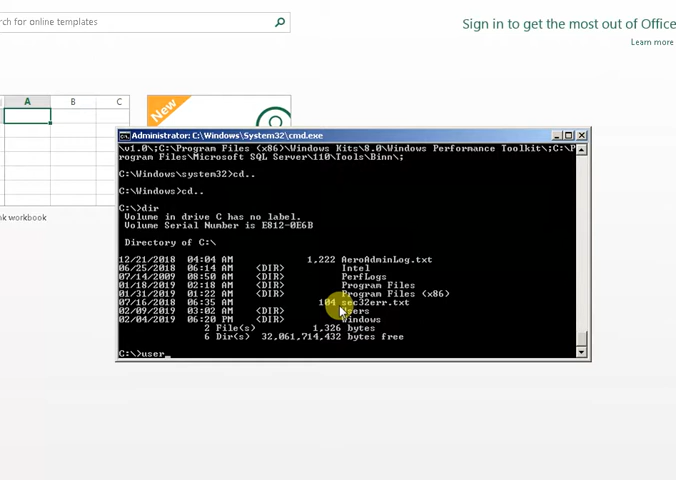 rch for online templates
Sign in to get the most out of Office
Learn more
A B C
New
nk workbook
Administrator: C:\Windows\System32\cmd.exe
\v1.0\;C:\Program Files (x86)\Windows Kits\8.0\Windows Performance Toolkit\;C:\P
rogram Files\Microsoft SQL Server\110\Tools\Binn\;
C:\Windows\system32>cd..
C:\Windows>cd..
C:\>dir
Volume in drive C has no label.
Volume Serial Number is E812-0E6B
Directory of C:\
12/21/2018 04:04 AM 1,222 AeroAdminLog.txt
06/25/2018 06:14 AM <DIR> Intel
07/14/2009 08:50 AM <DIR> PerfLogs
01/18/2019 02:18 AM <DIR> Program Files
01/31/2019 01:22 AM <DIR> Program Files (x86)
07/16/2018 06:35 AM 104 sec32err.txt
02/09/2019 03:02 AM <DIR> Users
02/04/2019 06:20 PM <DIR> Windows
2 File(s) 1,326 bytes
6 Dir(s) 32,061,714,432 bytes free
C:\>user_